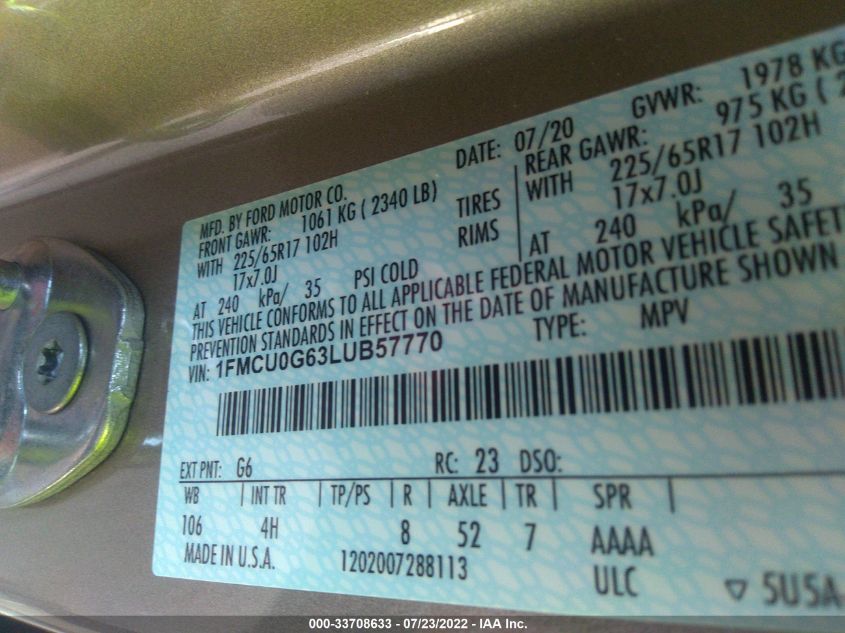 MFD. BY FORD MOTOR CO.
DATE: 07/20 GVWR: 1978 KG
FRONT GAWR: 1061 KG ( 2340 LB) REAR GAWR: 975 KG ( 2
WITH 225/65R17 102H TIRES WITH 225/65R17 102H
17x7.0J RIMS 17x7.0J
AT 240 kPa/ 35 PSI COLD AT 240 kPa/ 35
THIS VEHICLE CONFORMS TO ALL APPLICABLE FEDERAL MOTOR VEHICLE SAFET
PREVENTION STANDARDS IN EFFECT ON THE DATE OF MANUFACTURE SHOWN
VIN: 1FMCU0G63LUB57770 TYPE: MPV
EXT PNT: G6 RC: 23 DSO:
WB | INT TR | TP/PS | R | AXLE | TR | SPR |
106 4H 8 52 7 AAAA
MADE IN U.S.A. 1202007288113 ULC ▽ 5U5A
000-33708633 - 07/23/2022 - IAA Inc.